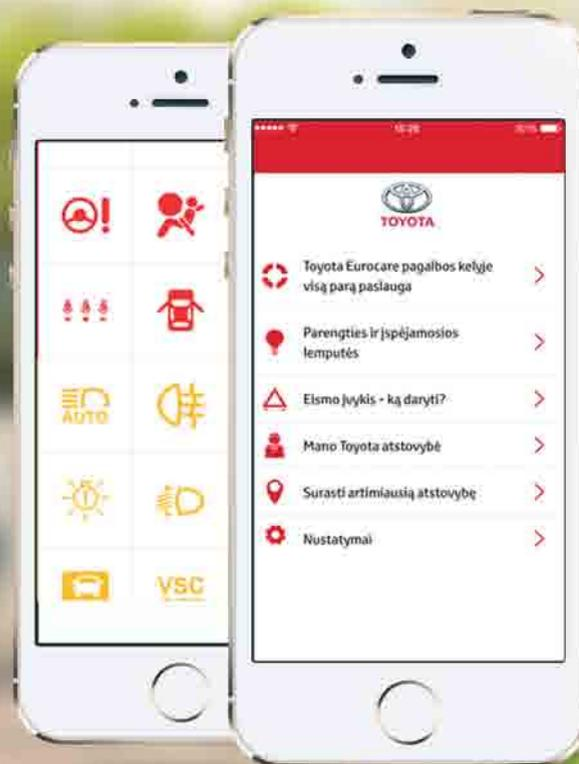 AUTO
VSC
TOYOTA
Toyota Eurocare pagalbos kelyje
visą parą paslauga
Parengties ir įspėjamosios
lemputės
Eismo įvykis - ką daryti?
Mano Toyota atstovybė
Surasti artimiausią atstovybę
Nustatymai